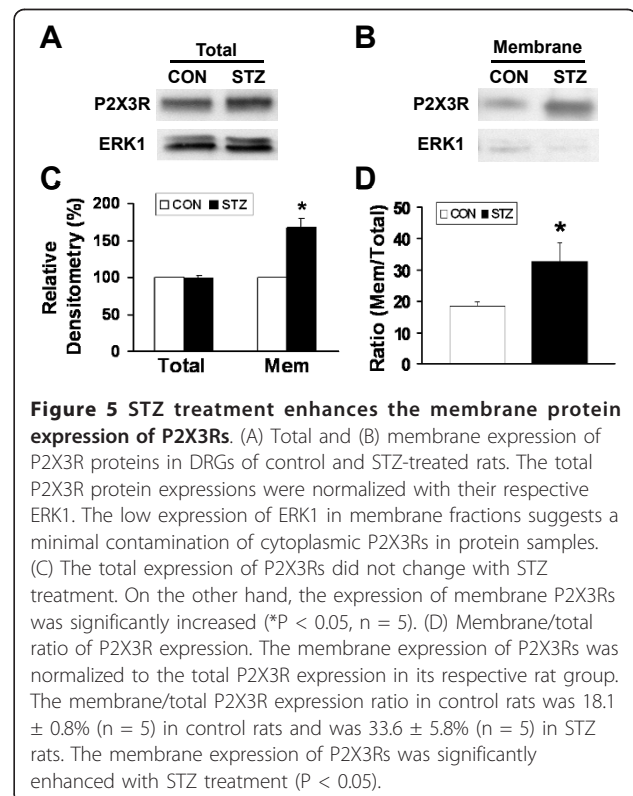 A
B
Total
Membrane
CON STZ
CON STZ
P2X3R
P2X3R
ERK1
ERK1
C
D
Relative Densitometry (%)
200
150
100
50
0
CON STZ
*
Total Mem
Ratio (Mem/Total)
50
40
30
20
10
0
CON STZ
*
Figure 5 STZ treatment enhances the membrane protein
expression of P2X3Rs. (A) Total and (B) membrane expression of
P2X3R proteins in DRGs of control and STZ-treated rats. The total
P2X3R protein expressions were normalized with their respective
ERK1. The low expression of ERK1 in membrane fractions suggests a
minimal contamination of cytoplasmic P2X3Rs in protein samples.
(C) The total expression of P2X3Rs did not change with STZ
treatment. On the other hand, the expression of membrane P2X3Rs
was significantly increased (*P < 0.05, n = 5). (D) Membrane/total
ratio of P2X3R expression. The membrane expression of P2X3Rs was
normalized to the total P2X3R expression in its respective rat group.
The membrane/total P2X3R expression ratio in control rats was 18.1
± 0.8% (n = 5) in control rats and was 33.6 ± 5.8% (n = 5) in STZ
rats. The membrane expression of P2X3Rs was significantly
enhanced with STZ treatment (P < 0.05).